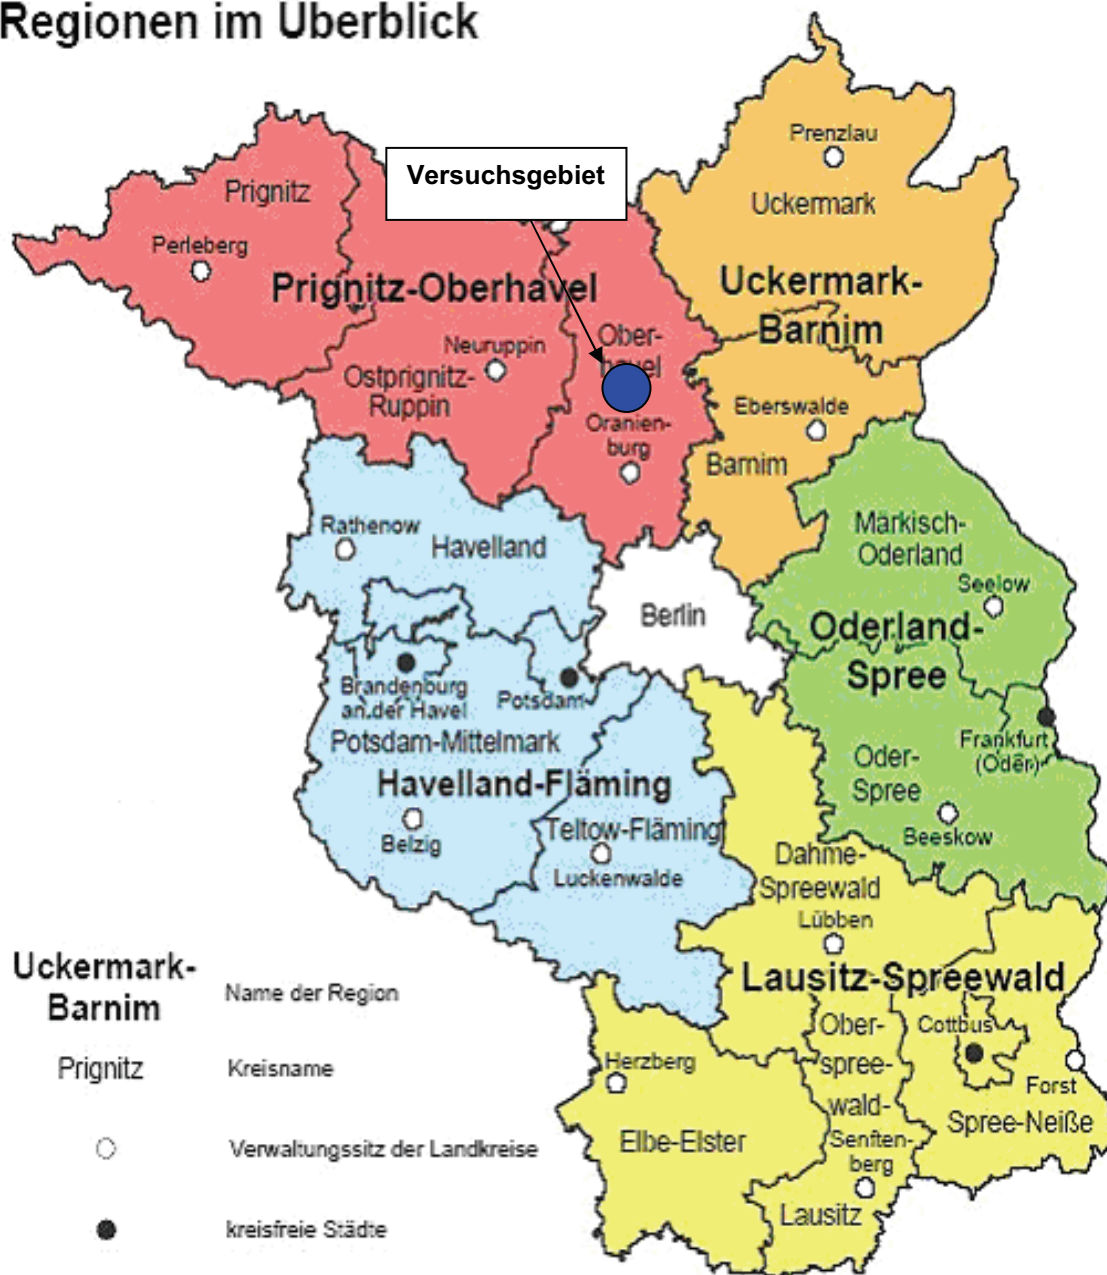 Regionen im Überblick
Prenzlau
Versuchsgebiet
Prignitz
Uckermark
Perleberg
Prignitz-Oberhavel
Uckermark-
Barnim
Neuruppin
Ober-
havel
Ostprignitz-
Ruppin
Eberswalde
Oranien-
burg
Barnim
Rathenow
Havelland
Märkisch-
Oderland
Seelow
Berlin
Oderland-
Spree
Brandenburg
an der Havel
Potsdam
Potsdam-Mittelmark
Frankfurt
(Oder)
Oder-
Spree
Havelland-Fläming
Belzig
Teltow-Fläming
Beeskow
Luckenwalde
Dahme-
Spreewald
Lübben
Lausitz-Spreewald
Ober-
spree-
wald-
Cottbus
Forst
Herzberg
Spree-Neiße
Elbe-Elster
Senften-
berg
Lausitz
Uckermark-
Barnim
Name der Region
Prignitz
Kreisname
Verwaltungssitz der Landkreise
kreisfreie Städte